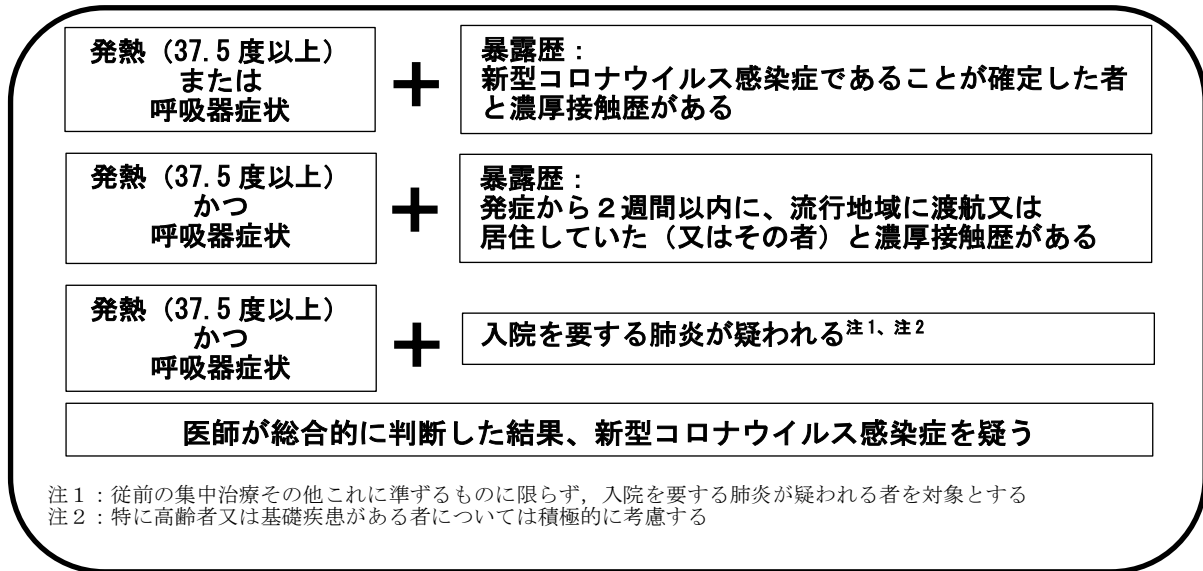 発熱（37.5度以上）
または
呼吸器症状
＋
暴露歴：
新型コロナウイルス感染症であることが確定した者
と濃厚接触歴がある
発熱（37.5度以上）
かつ
呼吸器症状
＋
暴露歴：
発症から２週間以内に、流行地域に渡航又は
居住していた（又はその者）と濃厚接触歴がある
発熱（37.5度以上）
かつ
呼吸器症状
＋
入院を要する肺炎が疑われる注1、注2
医師が総合的に判断した結果、新型コロナウイルス感染症を疑う
注１：従前の集中治療その他これに準ずるものに限らず，入院を要する肺炎が疑われる者を対象とする
注２：特に高齢者又は基礎疾患がある者については積極的に考慮する